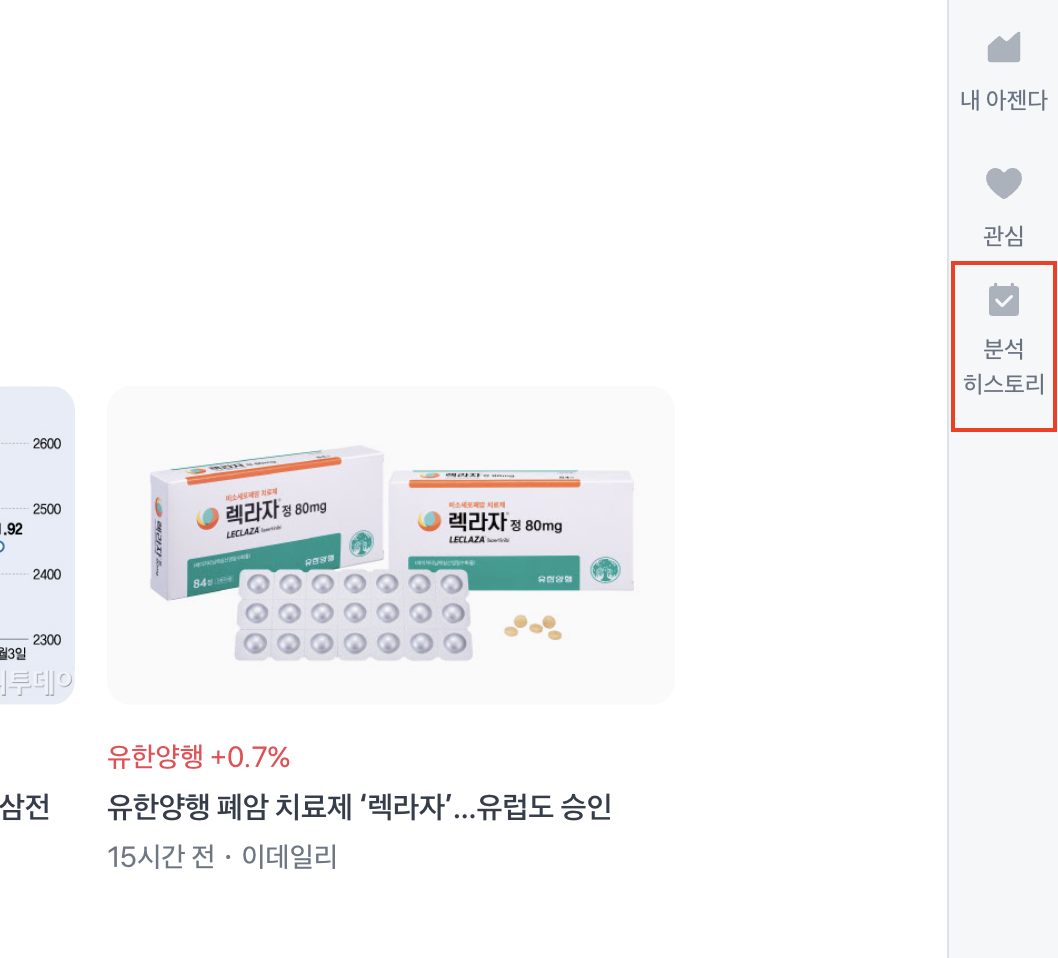 내 아젠다
관심
분석
히스토리
2600
2500
1.92
2400
2300
월3일
이투데이
비소세포폐암 치료제
렉라자정 80mg
LECLAZA
유한양행
84정
비소세포폐암 치료제
렉라자정 80mg
LECLAZA
유한양행
삼전
유한양행 +0.7%
유한양행 폐암 치료제 ‘렉라자’…유럽도 승인
15시간 전 · 이데일리